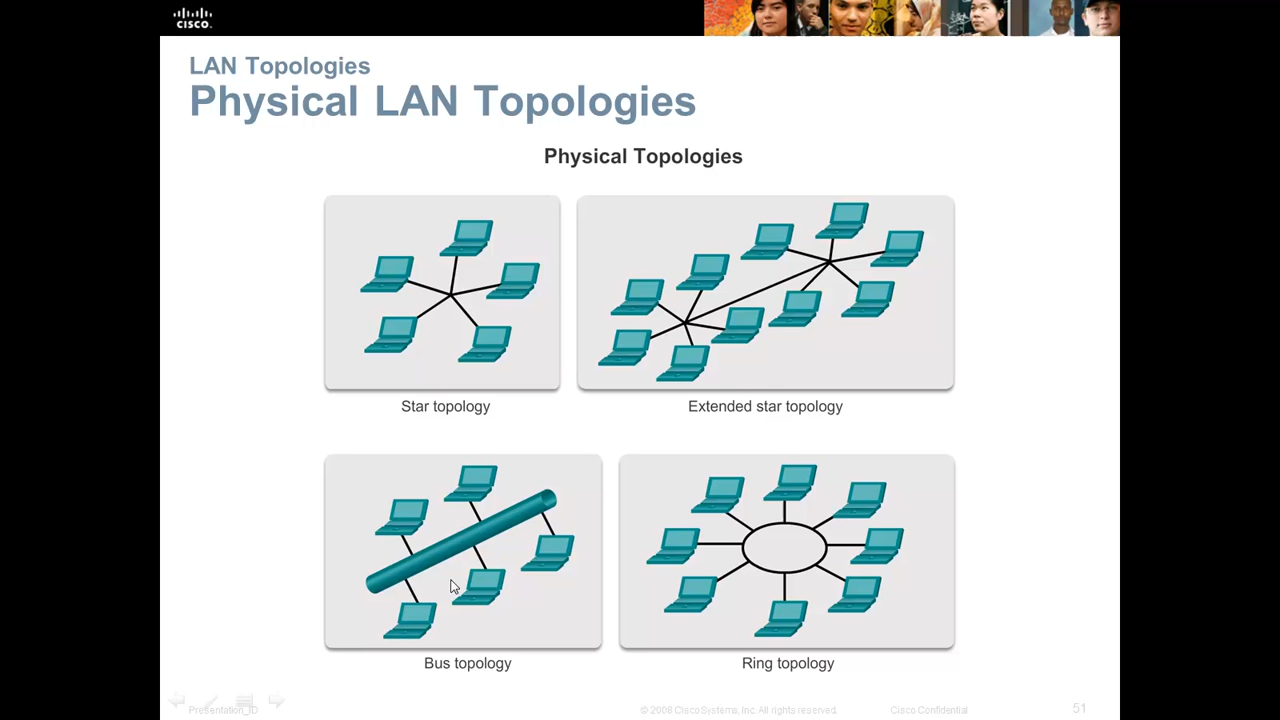 CISCO.
LAN Topologies
Physical LAN Topologies
Physical Topologies
Star topology
Extended star topology
Bus topology
Ring topology
Presentation_ID
© 2008 Cisco Systems, Inc. All rights reserved.
Cisco Confidential
51